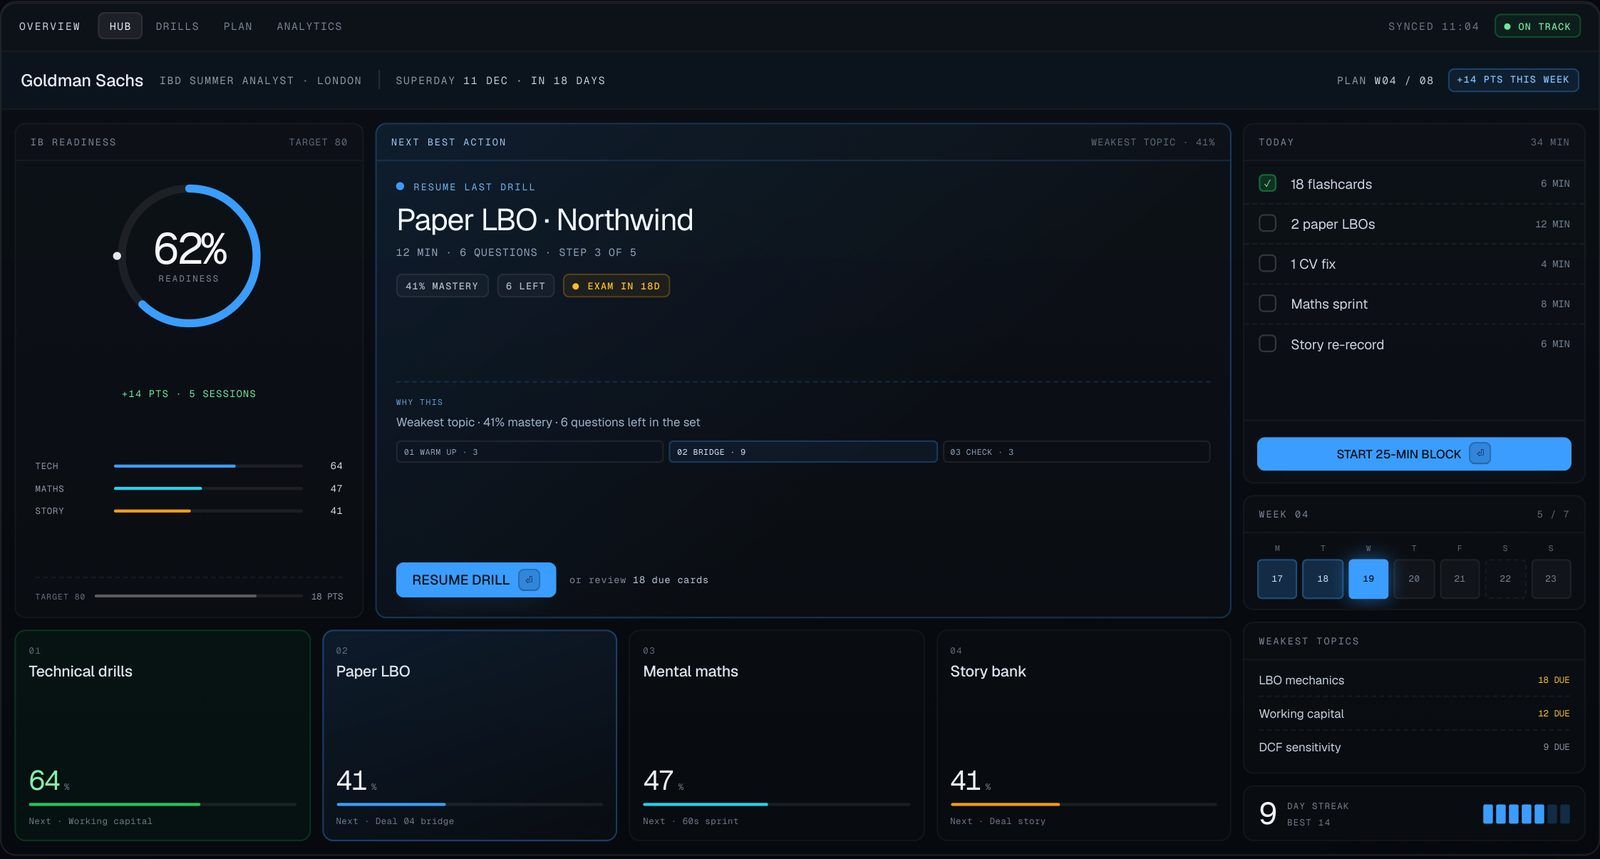 OVERVIEW HUB DRILLS PLAN ANALYTICS SYNCED 11:04 ON TRACK
Goldman Sachs IBD SUMMER ANALYST · LONDON SUPERDAY 11 DEC · IN 18 DAYS PLAN W04 / 08 +14 PTS THIS WEEK
IB READINESS TARGET 80
62%
READINESS
+14 PTS · 5 SESSIONS
TECH 64
MATHS 47
STORY 41
TARGET 80 18 PTS
NEXT BEST ACTION WEAKEST TOPIC · 41%
RESUME LAST DRILL
Paper LBO · Northwind
12 MIN · 6 QUESTIONS · STEP 3 OF 5
41% MASTERY 6 LEFT EXAM IN 18D
WHY THIS
Weakest topic · 41% mastery · 6 questions left in the set
01 WARM UP · 3 02 BRIDGE · 9 03 CHECK · 3
RESUME DRILL ⏎ or review 18 due cards
TODAY 34 MIN
✓ 18 flashcards 6 MIN
2 paper LBOs 12 MIN
1 CV fix 4 MIN
Maths sprint 8 MIN
Story re-record 6 MIN
START 25-MIN BLOCK ⏎
WEEK 04 5 / 7
M T W T F S S
17 18 19 20 21 22 23
WEAKEST TOPICS
LBO mechanics 18 DUE
Working capital 12 DUE
DCF sensitivity 9 DUE
9 DAY STREAK
BEST 14
01
Technical drills
64 %
Next · Working capital
02
Paper LBO
41 %
Next · Deal 04 bridge
03
Mental maths
47 %
Next · 60s sprint
04
Story bank
41 %
Next · Deal story